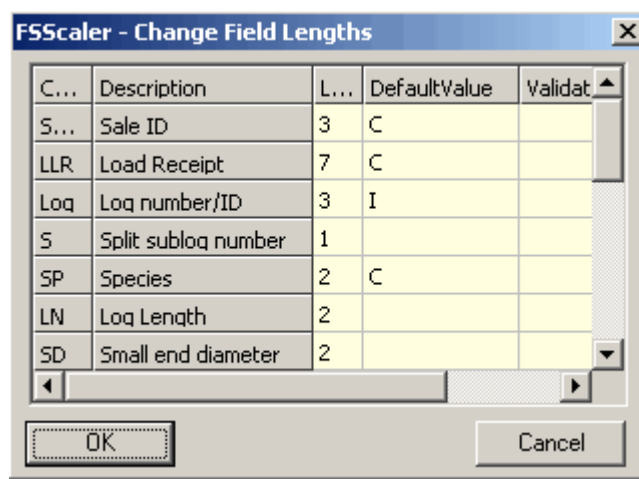 FSScaler - Change Field Lengths
C... Description L... DefaultValue Validat
S... Sale ID 3 C
LLR Load Receipt 7 C
Log Log number/ID 3 I
S Split sublog number 1
SP Species 2 C
LN Log Length 2
SD Small end diameter 2
OK Cancel